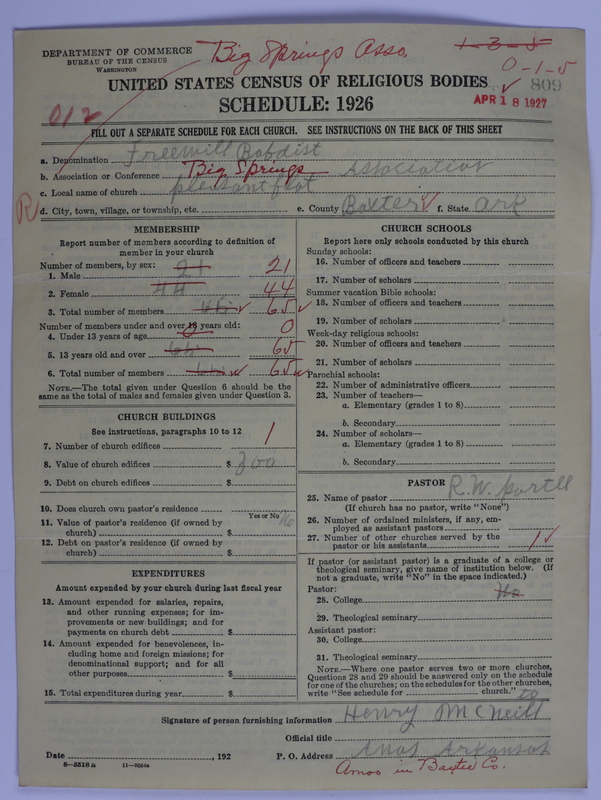 DEPARTMENT OF COMMERCE
BUREAU OF THE CENSUS
WASHINGTON
Big Springs Asso.
1-3-5
0-1-5
809
UNITED STATES CENSUS OF RELIGIOUS BODIES
SCHEDULE: 1926
APR 18 1927
012
FILL OUT A SEPARATE SCHEDULE FOR EACH CHURCH. SEE INSTRUCTIONS ON THE BACK OF THIS SHEET
a. Denomination Freewill Babdist
b. Association or Conference Big Springs Association
c. Local name of church pleasant flat
R
d. City, town, village, or township, etc. e. County Baxter f. State Ark
MEMBERSHIP
Report number of members according to definition of
member in your church
Number of members, by sex:
1. Male 21 21
2. Female 44 44
3. Total number of members 65
Number of members under and over 13 years old:
4. Under 13 years of age 0
5. 13 years old and over 65
6. Total number of members 65
NOTE.—The total given under Question 6 should be the
same as the total of males and females given under Question 3.
CHURCH BUILDINGS
See instructions, paragraphs 10 to 12
7. Number of church edifices 1
8. Value of church edifices $ 300
9. Debt on church edifices $
10. Does church own pastor's residence
Yes or No No
11. Value of pastor's residence (if owned by
church) $
12. Debt on pastor's residence (if owned by
church) $
EXPENDITURES
Amount expended by your church during last fiscal year
13. Amount expended for salaries, repairs,
and other running expenses; for im-
provements or new buildings; and for
payments on church debt $
14. Amount expended for benevolences, in-
cluding home and foreign missions; for
denominational support; and for all
other purposes $
15. Total expenditures during year $
CHURCH SCHOOLS
Report here only schools conducted by this church
Sunday schools:
16. Number of officers and teachers
17. Number of scholars
Summer vacation Bible schools:
18. Number of officers and teachers
19. Number of scholars
Week-day religious schools:
20. Number of officers and teachers
21. Number of scholars
Parochial schools:
22. Number of administrative officers
23. Number of teachers—
a. Elementary (grades 1 to 8)
b. Secondary
24. Number of scholars—
a. Elementary (grades 1 to 8)
b. Secondary
PASTOR
25. Name of pastor R.W.
(If church has no pastor, write "None")
26. Number of ordained ministers, if any, em-
ployed as assistant pastors
27. Number of other churches served by the
pastor or his assistants 1
If pastor (or assistant pastor) is a graduate of a college or
theological seminary, give name of institution below. (If
not a graduate, write "No" in the space indicated.)
Pastor:
28. College No
29. Theological seminary
Assistant pastor:
30. College
31. Theological seminary
NOTE.—Where one pastor serves two or more churches,
Questions 28 and 29 should be answered only on the schedule
for one of the churches; on the schedules for the other churches,
write "See schedule for church."
Signature of person furnishing information Henry McNeill
Official title
Date , 192
P. O. Address Arkansas
8-5518 a 11-9554a
Amos in Baxter Co.